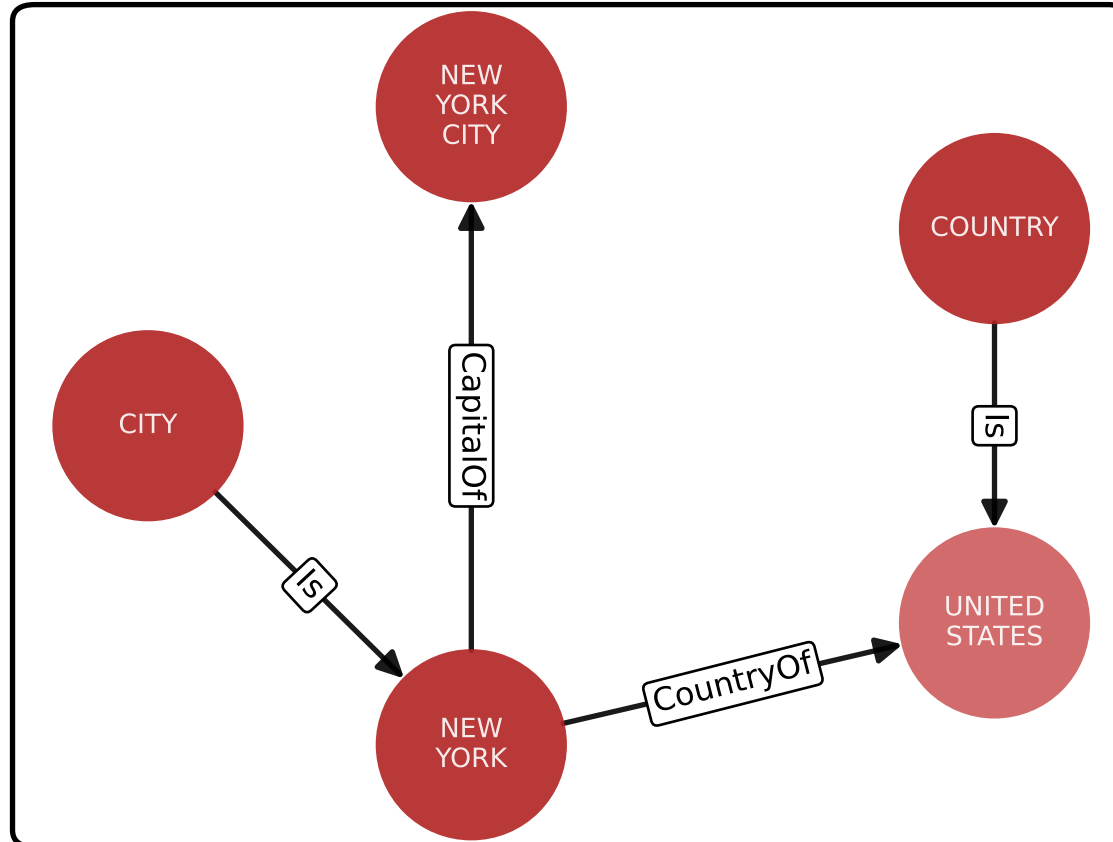 NEW
YORK
CITY
COUNTRY
CapitalOf
CITY
Is
Is
UNITED
STATES
CountryOf
NEW
YORK